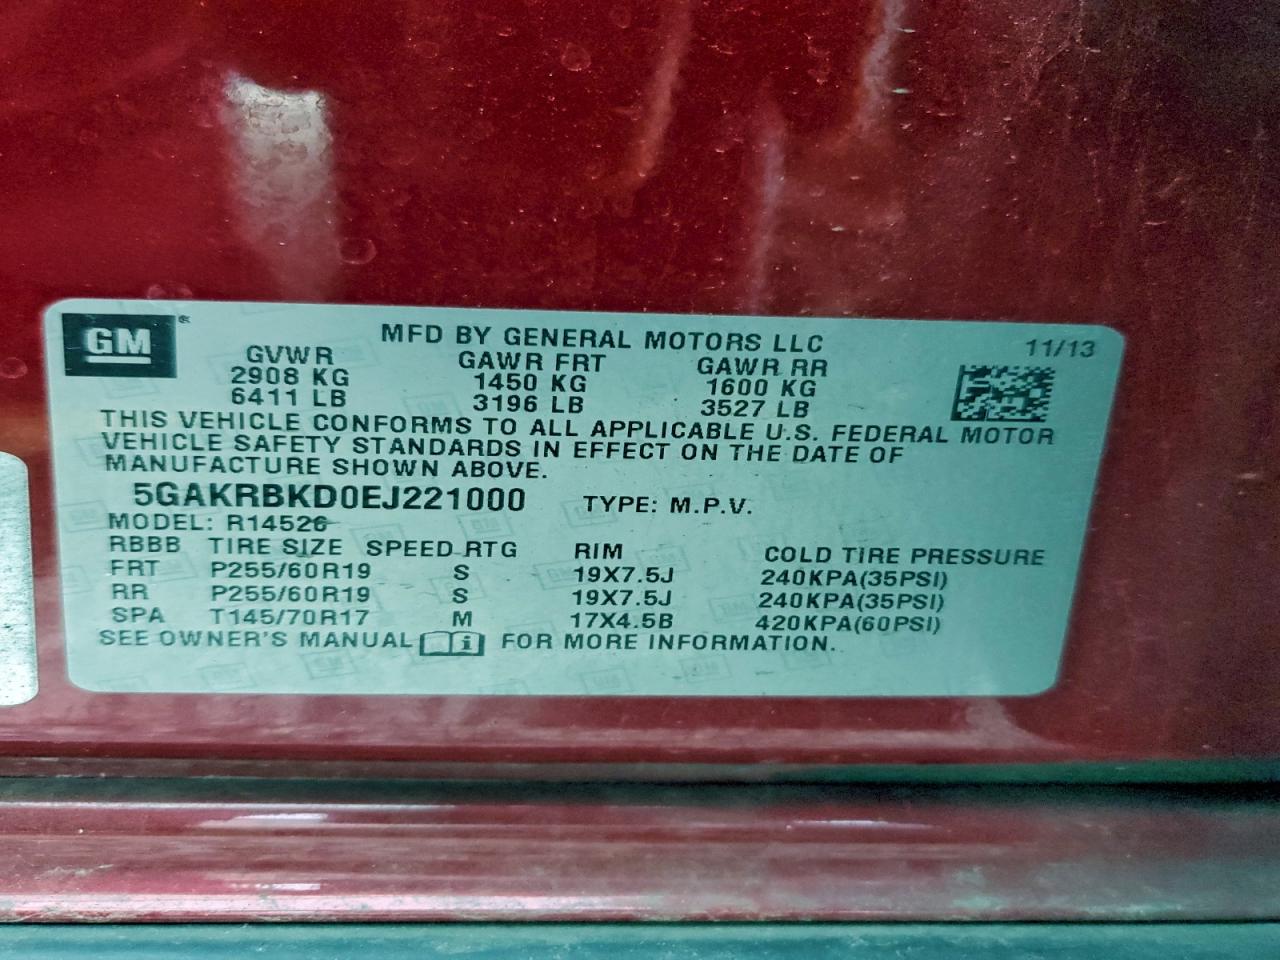 GM
MFD BY GENERAL MOTORS LLC
11/13
GVWR GAWR FRT GAWR RR
2908 KG 1450 KG 1600 KG
6411 LB 3196 LB 3527 LB
THIS VEHICLE CONFORMS TO ALL APPLICABLE U.S. FEDERAL MOTOR
VEHICLE SAFETY STANDARDS IN EFFECT ON THE DATE OF
MANUFACTURE SHOWN ABOVE.
5GAKRBKD0EJ221000 TYPE: M.P.V.
MODEL: R14526
RBBB TIRE SIZE SPEED RTG RIM COLD TIRE PRESSURE
FRT P255/60R19 S 19X7.5J 240KPA(35PSI)
RR P255/60R19 S 19X7.5J 240KPA(35PSI)
SPA T145/70R17 M 17X4.5B 420KPA(60PSI)
SEE OWNER'S MANUAL FOR MORE INFORMATION.